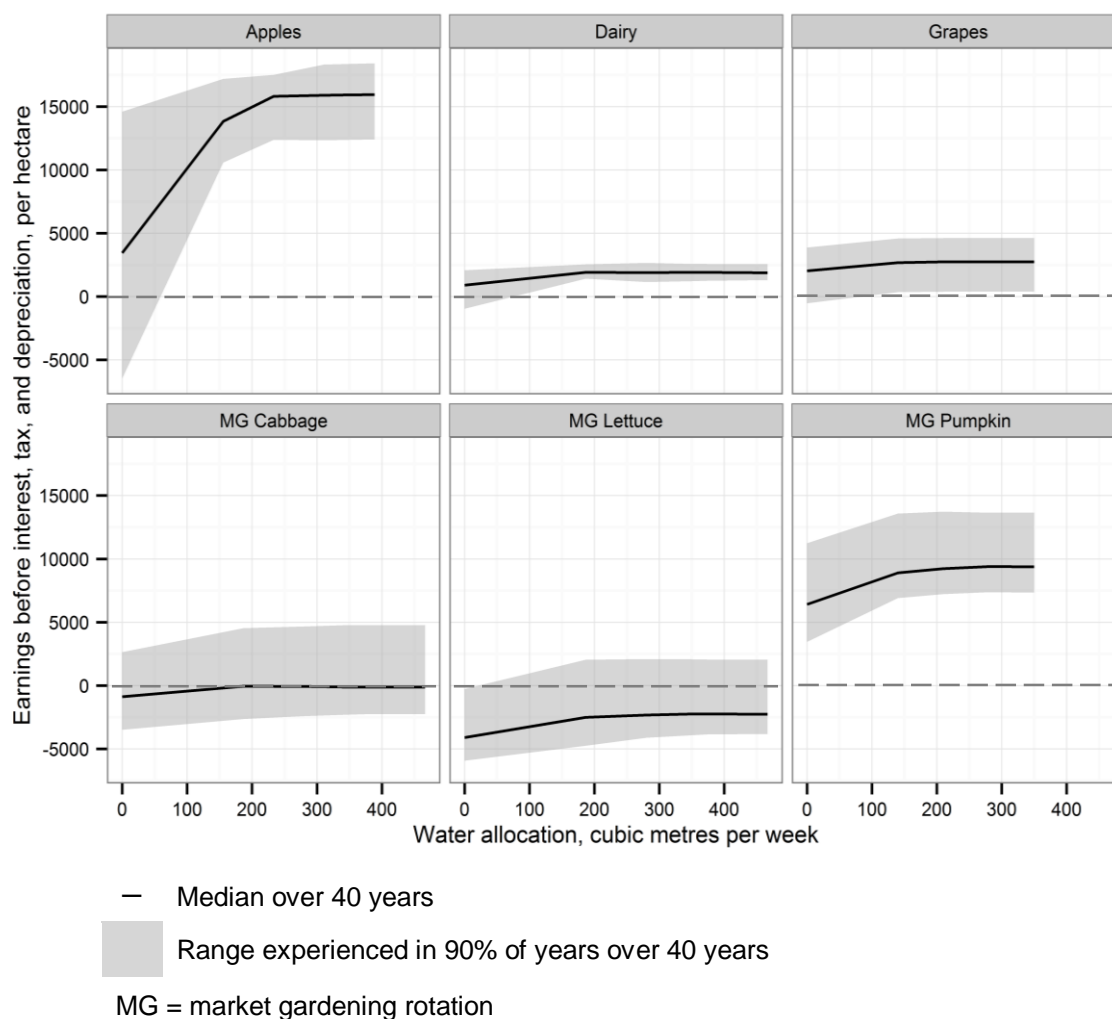 Apples
Dairy
Grapes
15000
10000
5000
0
-5000
MG Cabbage
MG Lettuce
MG Pumpkin
15000
10000
5000
0
-5000
Earnings before interest, tax, and depreciation, per hectare
0 100 200 300 400
0 100 200 300 400
0 100 200 300 400
Water allocation, cubic metres per week
Median over 40 years
Range experienced in 90% of years over 40 years
MG = market gardening rotation